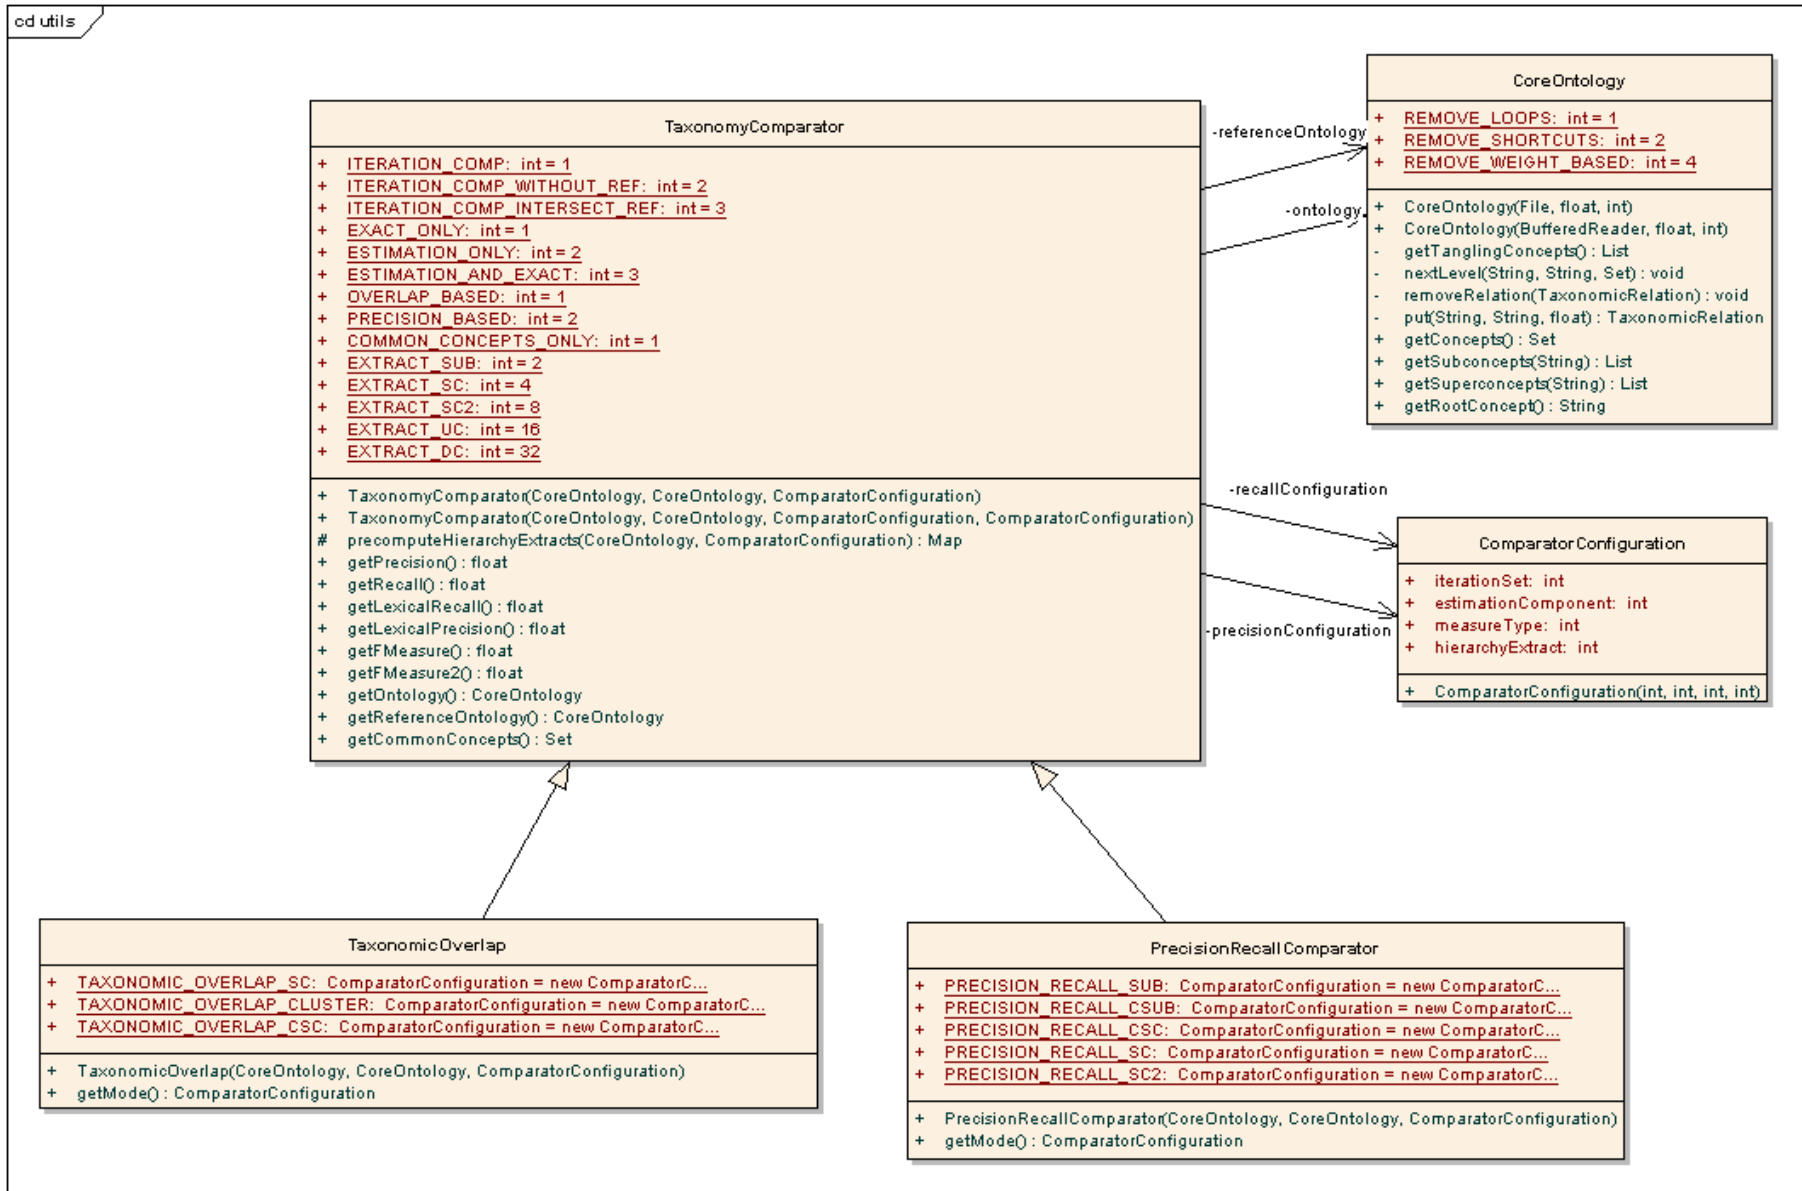 cd utils
TaxonomyComparator
+ ITERATION_COMP: int = 1
+ ITERATION_COMP_WITHOUT_REF: int = 2
+ ITERATION_COMP_INTERSECT_REF: int = 3
+ EXACT_ONLY: int = 1
+ ESTIMATION_ONLY: int = 2
+ ESTIMATION_AND_EXACT: int = 3
+ OVERLAP_BASED: int = 1
+ PRECISION_BASED: int = 2
+ COMMON_CONCEPTS_ONLY: int = 1
+ EXTRACT_SUB: int = 2
+ EXTRACT_SC: int = 4
+ EXTRACT_SC2: int = 8
+ EXTRACT_UC: int = 16
+ EXTRACT_DC: int = 32
+ TaxonomyComparator(CoreOntology, CoreOntology, ComparatorConfiguration)
+ TaxonomyComparator(CoreOntology, CoreOntology, ComparatorConfiguration, ComparatorConfiguration)
# precomputeHierarchyExtracts(CoreOntology, ComparatorConfiguration) : Map
+ getPrecision() : float
+ getRecall() : float
+ getLexicalRecall() : float
+ getLexicalPrecision() : float
+ getFMeasure() : float
+ getFMeasure2() : float
+ getOntology() : CoreOntology
+ getReferenceOntology() : CoreOntology
+ getCommonConcepts() : Set
-referenceOntology
-ontology
CoreOntology
+ REMOVE_LOOPS: int = 1
+ REMOVE_SHORTCUTS: int = 2
+ REMOVE_WEIGHT_BASED: int = 4
+ CoreOntology(File, float, int)
+ CoreOntology(BufferedReader, float, int)
- getTanglingConcepts() : List
- nextLevel(String, String, Set) : void
- removeRelation(TaxonomicRelation) : void
- put(String, String, float) : TaxonomicRelation
+ getConcepts() : Set
+ getSubconcepts(String) : List
+ getSuperconcepts(String) : List
+ getRootConcept() : String
-recallConfiguration
-precisionConfiguration
ComparatorConfiguration
+ iterationSet: int
+ estimationComponent: int
+ measureType: int
+ hierarchyExtract: int
+ ComparatorConfiguration(int, int, int, int)
TaxonomicOverlap
+ TAXONOMIC_OVERLAP_SC: ComparatorConfiguration = new ComparatorC...
+ TAXONOMIC_OVERLAP_CLUSTER: ComparatorConfiguration = new ComparatorC...
+ TAXONOMIC_OVERLAP_CSC: ComparatorConfiguration = new ComparatorC...
+ TaxonomicOverlap(CoreOntology, CoreOntology, ComparatorConfiguration)
+ getMode() : ComparatorConfiguration
PrecisionRecallComparator
+ PRECISION_RECALL_SUB: ComparatorConfiguration = new ComparatorC...
+ PRECISION_RECALL_CSUB: ComparatorConfiguration = new ComparatorC...
+ PRECISION_RECALL_CSC: ComparatorConfiguration = new ComparatorC...
+ PRECISION_RECALL_SC: ComparatorConfiguration = new ComparatorC...
+ PRECISION_RECALL_SC2: ComparatorConfiguration = new ComparatorC...
+ PrecisionRecallComparator(CoreOntology, CoreOntology, ComparatorConfiguration)
+ getMode() : ComparatorConfiguration